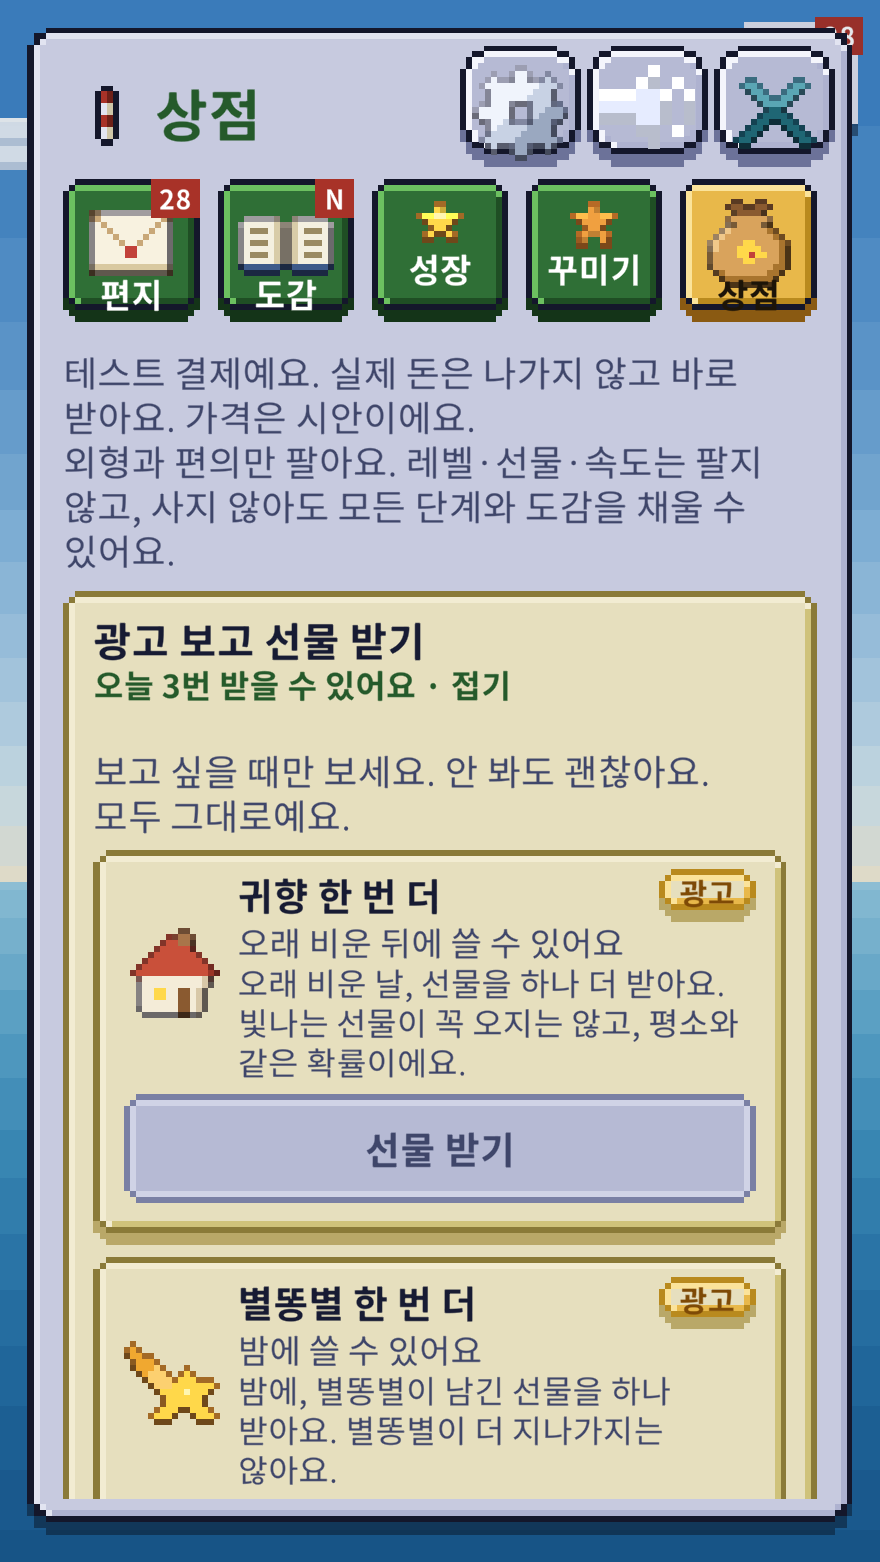 상점
28
편지
N
도감
성장
꾸미기
상점
테스트 결제예요. 실제 돈은 나가지 않고 바로
받아요. 가격은 시안이에요.
외형과 편의만 팔아요. 레벨·선물·속도는 팔지
않고, 사지 않아도 모든 단계와 도감을 채울 수
있어요.
광고 보고 선물 받기
오늘 3번 받을 수 있어요 · 접기
보고 싶을 때만 보세요. 안 봐도 괜찮아요.
모두 그대로예요.
귀향 한 번 더
광고
오래 비운 뒤에 쓸 수 있어요
오래 비운 날, 선물을 하나 더 받아요.
빛나는 선물이 꼭 오지는 않고, 평소와
같은 확률이에요.
선물 받기
별똥별 한 번 더
광고
밤에 쓸 수 있어요
밤에, 별똥별이 남긴 선물을 하나
받아요. 별똥별이 더 지나가지는
않아요.